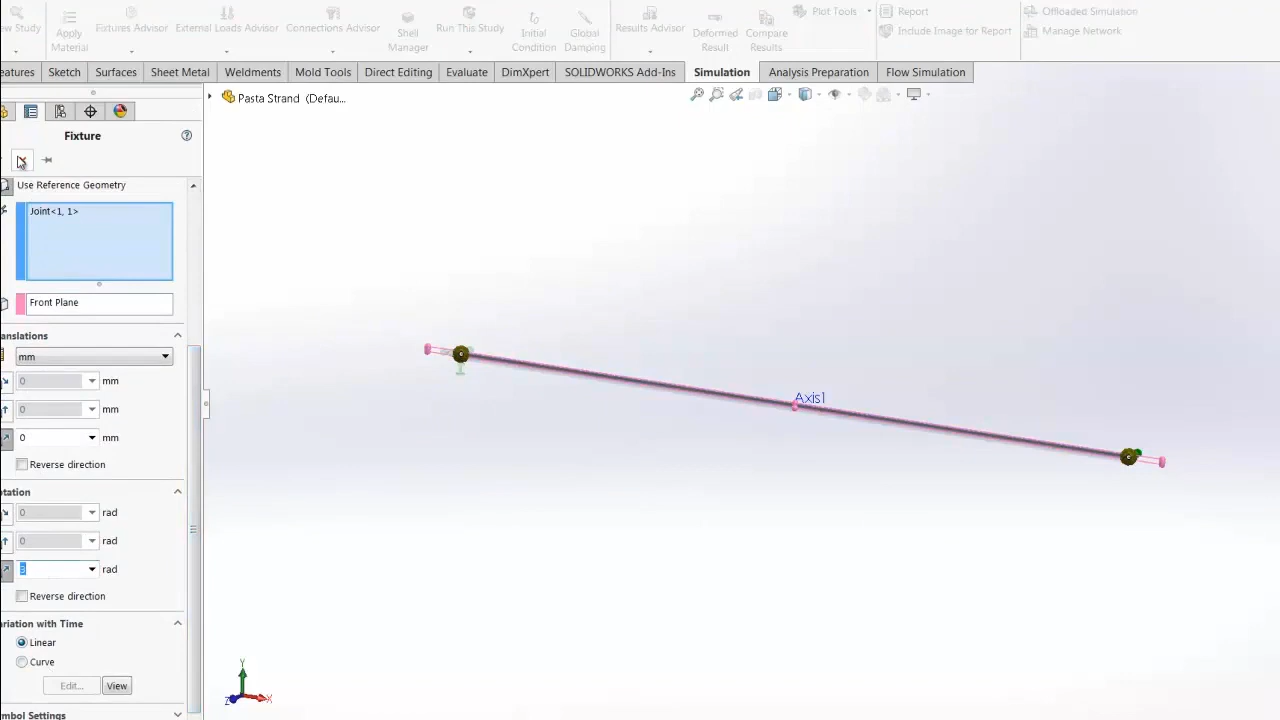 ew Study
Apply
Material
Fixtures Advisor
External Loads Advisor
Connections Advisor
Shell
Manager
Run This Study
Initial
Condition
Global
Damping
Results Advisor
Deformed
Result
Compare
Results
Plot Tools
Report
Include Image for Report
Offloaded Simulation
Manage Network
eatures
Sketch
Surfaces
Sheet Metal
Weldments
Mold Tools
Direct Editing
Evaluate
DimXpert
SOLIDWORKS Add-Ins
Simulation
Analysis Preparation
Flow Simulation
Pasta Strand (Defau...
Fixture
Use Reference Geometry
Joint<1, 1>
Front Plane
anslations
mm
0 mm
0 mm
0 mm
Reverse direction
otation
0 rad
0 rad
rad
Reverse direction
ariation with Time
Linear
Curve
Edit... View
mbol Settings
Axis1
Y
Z
X